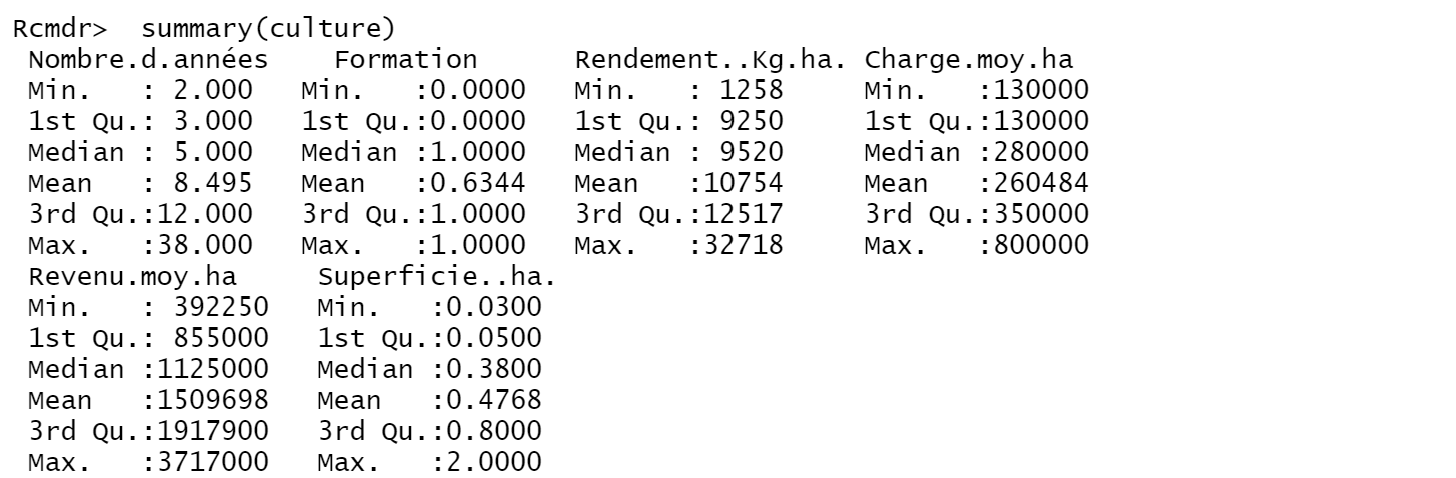 Rcmdr>  summary(culture)
 Nombre.d.années    Formation      Rendement..Kg.ha. Charge.moy.ha
 Min.   : 2.000   Min.   :0.0000   Min.   : 1258     Min.   :130000
 1st Qu.: 3.000   1st Qu.:0.0000   1st Qu.: 9250     1st Qu.:130000
 Median : 5.000   Median :1.0000   Median : 9520     Median :280000
 Mean   : 8.495   Mean   :0.6344   Mean   :10754     Mean   :260484
 3rd Qu.:12.000   3rd Qu.:1.0000   3rd Qu.:12517     3rd Qu.:350000
 Max.   :38.000   Max.   :1.0000   Max.   :32718     Max.   :800000
 Revenu.moy.ha     Superficie..ha.
 Min.   : 392250   Min.   :0.0300
 1st Qu.: 855000   1st Qu.:0.0500
 Median :1125000   Median :0.3800
 Mean   :1509698   Mean   :0.4768
 3rd Qu.:1917900   3rd Qu.:0.8000
 Max.   :3717000   Max.   :2.0000